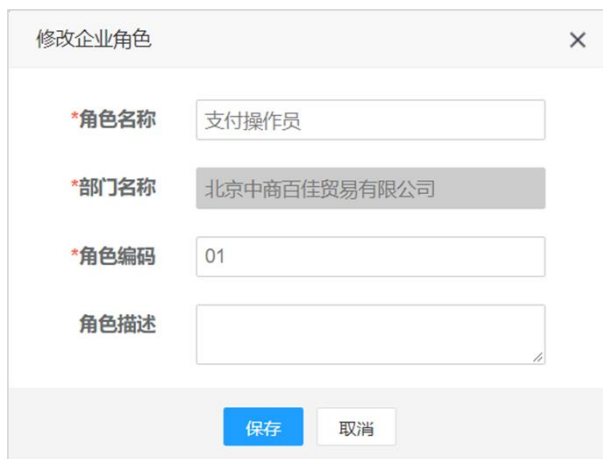 修改企业角色
*角色名称 支付操作员
*部门名称 北京中商百佳贸易有限公司
*角色编码 01
角色描述
保存 取消